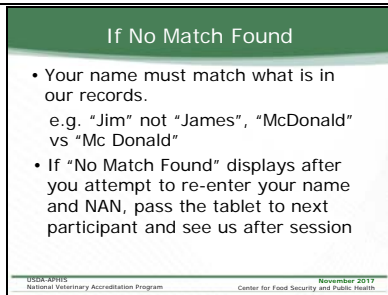 If No Match Found
• Your name must match what is in
our records.
e.g. "Jim" not "James", "McDonald"
vs "Mc Donald"
• If "No Match Found" displays after
you attempt to re-enter your name
and NAN, pass the tablet to next
participant and see us after session
USDA-APHIS
National Veterinary Accreditation Program
November 2017
Center for Food Security and Public Health